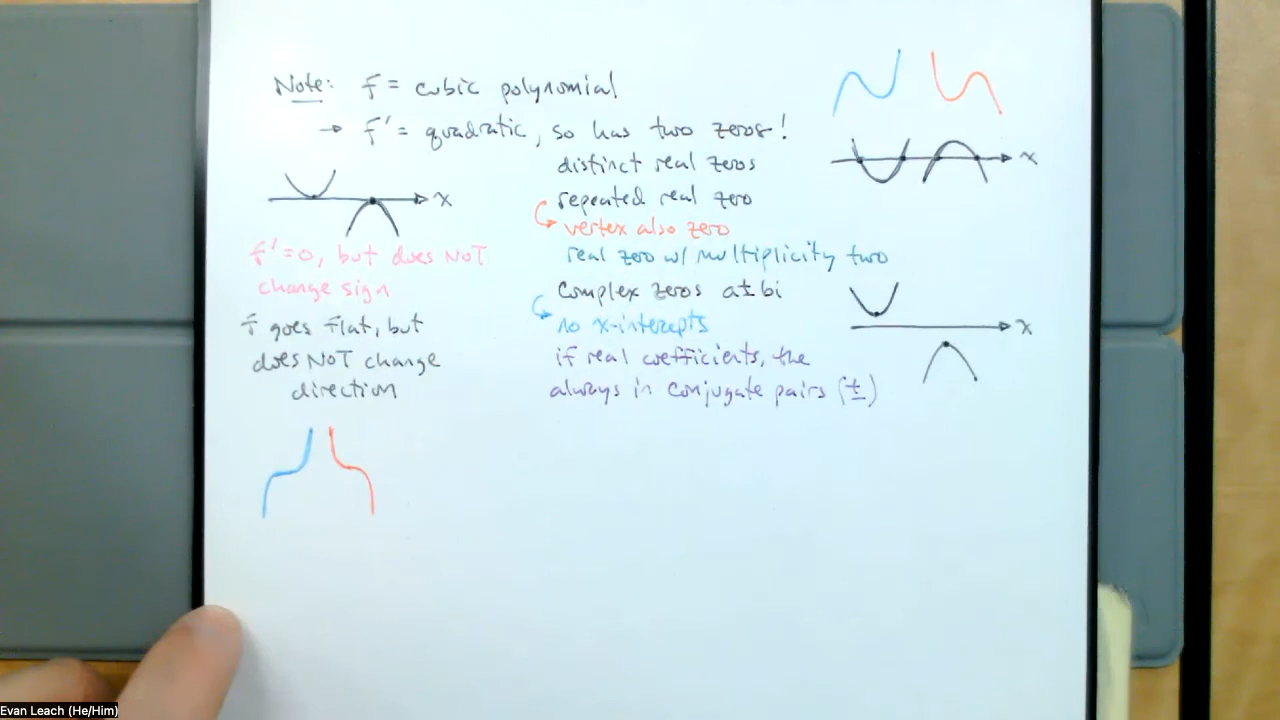 Note: f = cubic polynomial
→ f' = quadratic, so has two zeros!
distinct real zeros
x
repeated real zero
x
vertex also zero
f' = 0, but does NOT
change sign
real zero w/ multiplicity two
complex zeros a±bi
f goes flat, but
does NOT change
direction
no x-intercepts
x
if real coefficients, the
always in conjugate pairs (±)
Evan Leach (He/Him)